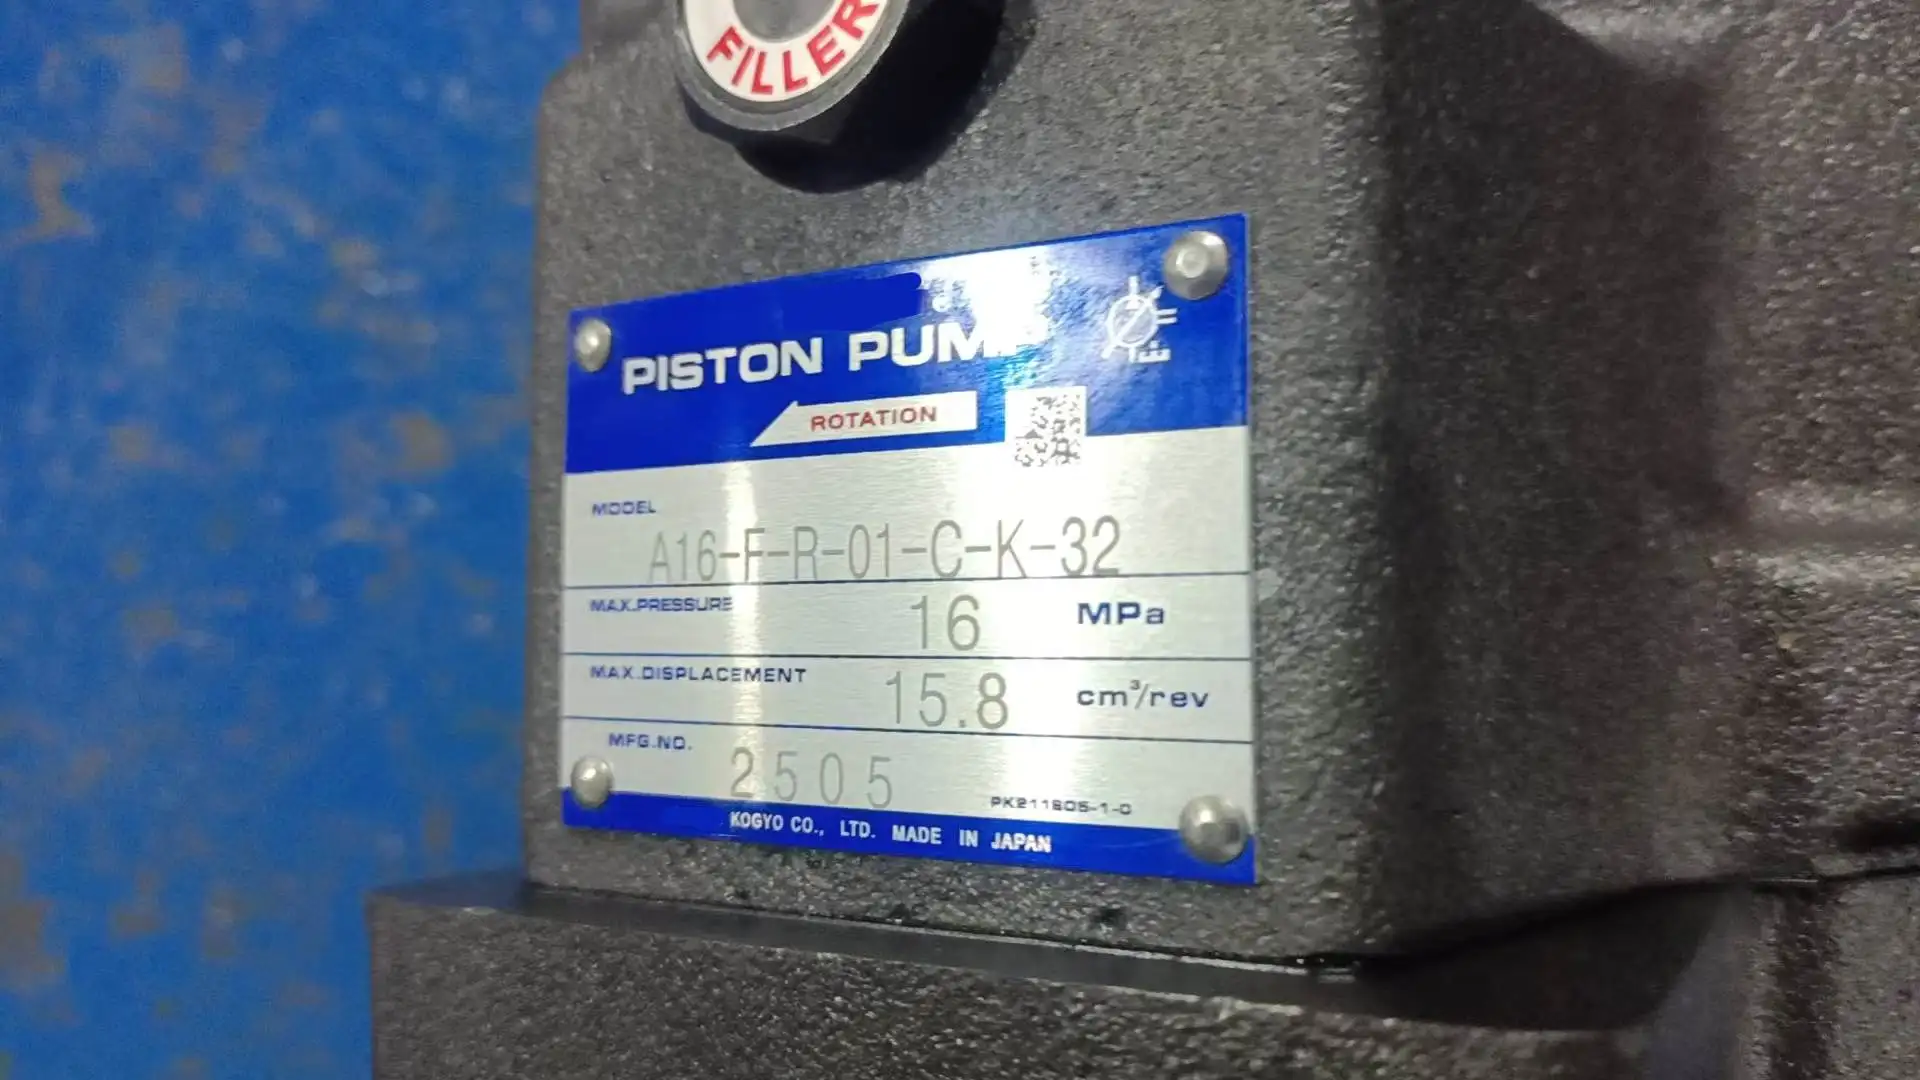 FILLER
PISTON PUMP
ROTATION
MODEL
A16-F-R-01-C-K-32
MAX.PRESSURE 16 MPa
MAX.DISPLACEMENT 15.8 cm³/rev
MFG.NO. 2505
PK211805-1-0
KOGYO CO., LTD. MADE IN JAPAN